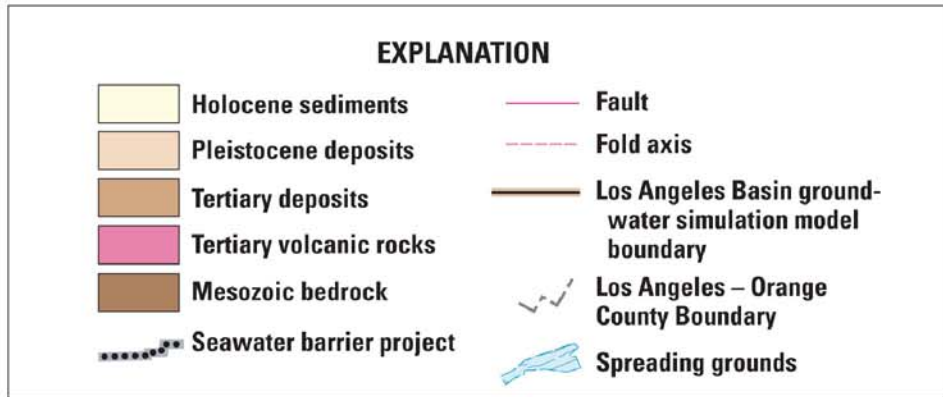 EXPLANATION
Holocene sediments
Pleistocene deposits
Tertiary deposits
Tertiary volcanic rocks
Mesozoic bedrock
Seawater barrier project
Fault
Fold axis
Los Angeles Basin ground-
water simulation model
boundary
Los Angeles – Orange
County Boundary
Spreading grounds